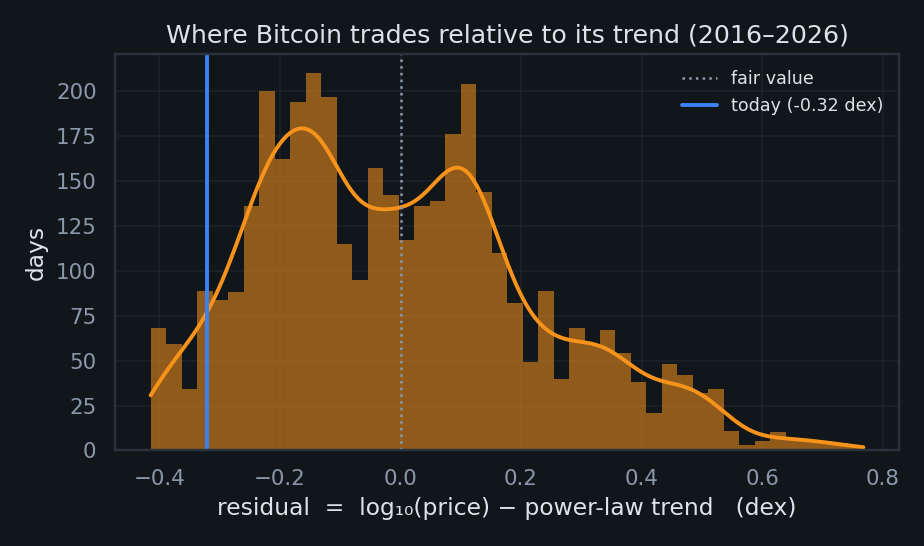 Where Bitcoin trades relative to its trend (2016–2026)
fair value
today (-0.32 dex)
days
200
175
150
125
100
75
50
25
0
−0.4 −0.2 0.0 0.2 0.4 0.6 0.8
residual = log₁₀(price) − power-law trend (dex)